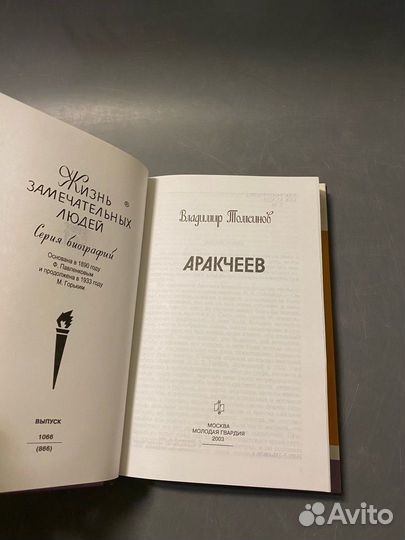 Жизнь ®
ЗАМЕЧАТЕЛЬНЫХ
ЛЮДЕЙ
Серия биографий
Основана в 1890 году
Ф. Павленковым
и продолжена в 1933 году
М. Горьким
ВЫПУСК
1066
(866)
Владимир Томсинов
АРАКЧЕЕВ
МОСКВА
МОЛОДАЯ ГВАРДИЯ
2003
Avito